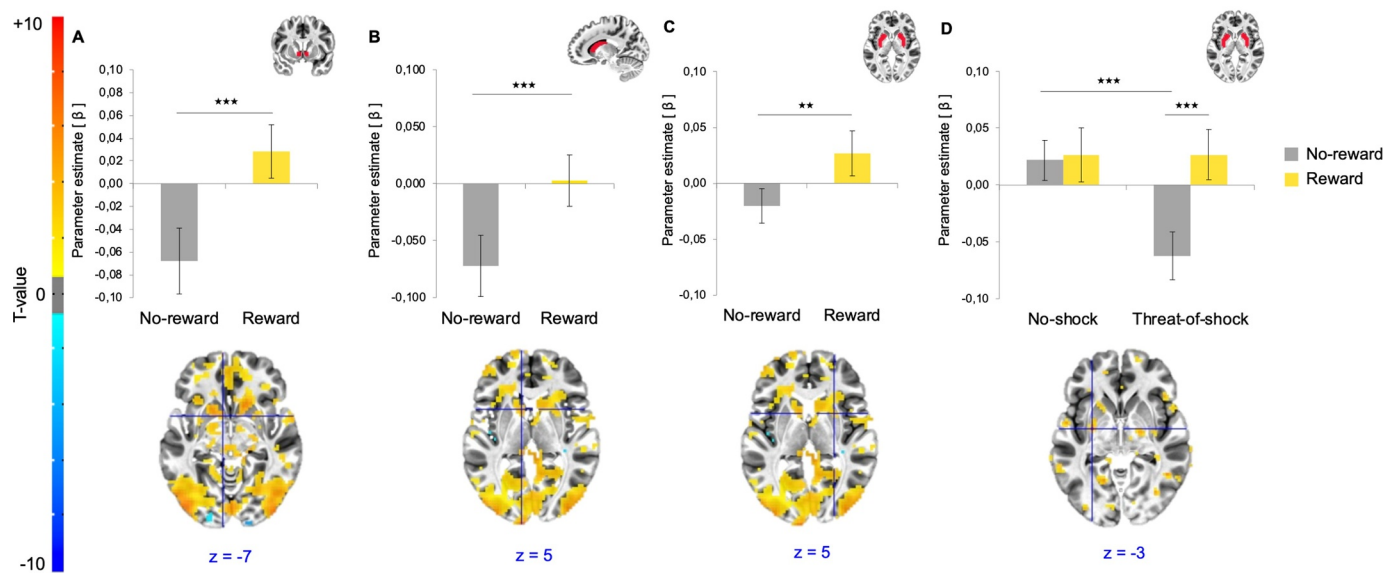 +10
0
-10
T-value
A
Parameter estimate [ β ]
0,10
0,08
0,06
0,04
0,02
0,00
-0,02
-0,04
-0,06
-0,08
-0,10
★★★
No-reward Reward
z = -7
B
Parameter estimate [ β ]
0,100
0,050
0,000
-0,050
-0,100
★★★
No-reward Reward
z = 5
C
Parameter estimate [ β ]
0,10
0,05
0,00
-0,05
-0,10
★★
No-reward Reward
z = 5
D
Parameter estimate [ β ]
0,10
0,05
0,00
-0,05
-0,10
★★★
★★★
No-shock Threat-of-shock
z = -3
No-reward
Reward